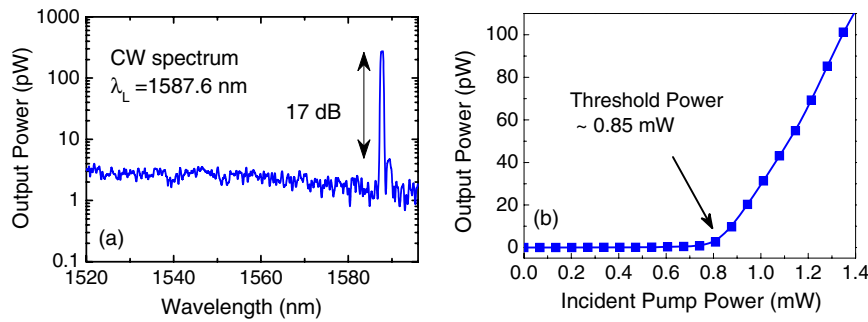 1000
100
10
1
0.1
Output Power (pW)
CW spectrum
λL =1587.6 nm
17 dB
(a)
1520
1540
1560
1580
Wavelength (nm)
100
80
60
40
20
0
Output Power (pW)
Threshold Power
~ 0.85 mW
(b)
0.0 0.2 0.4 0.6 0.8 1.0 1.2 1.4
Incident Pump Power (mW)